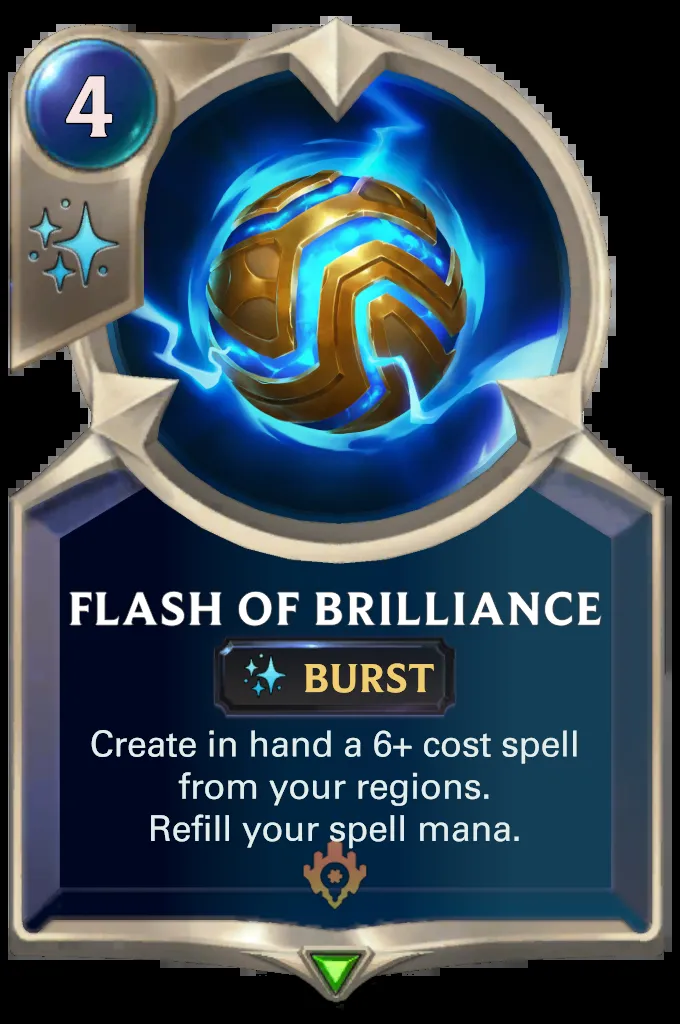 4
FLASH OF BRILLIANCE
BURST
Create in hand a 6+ cost spell
from your regions.
Refill your spell mana.